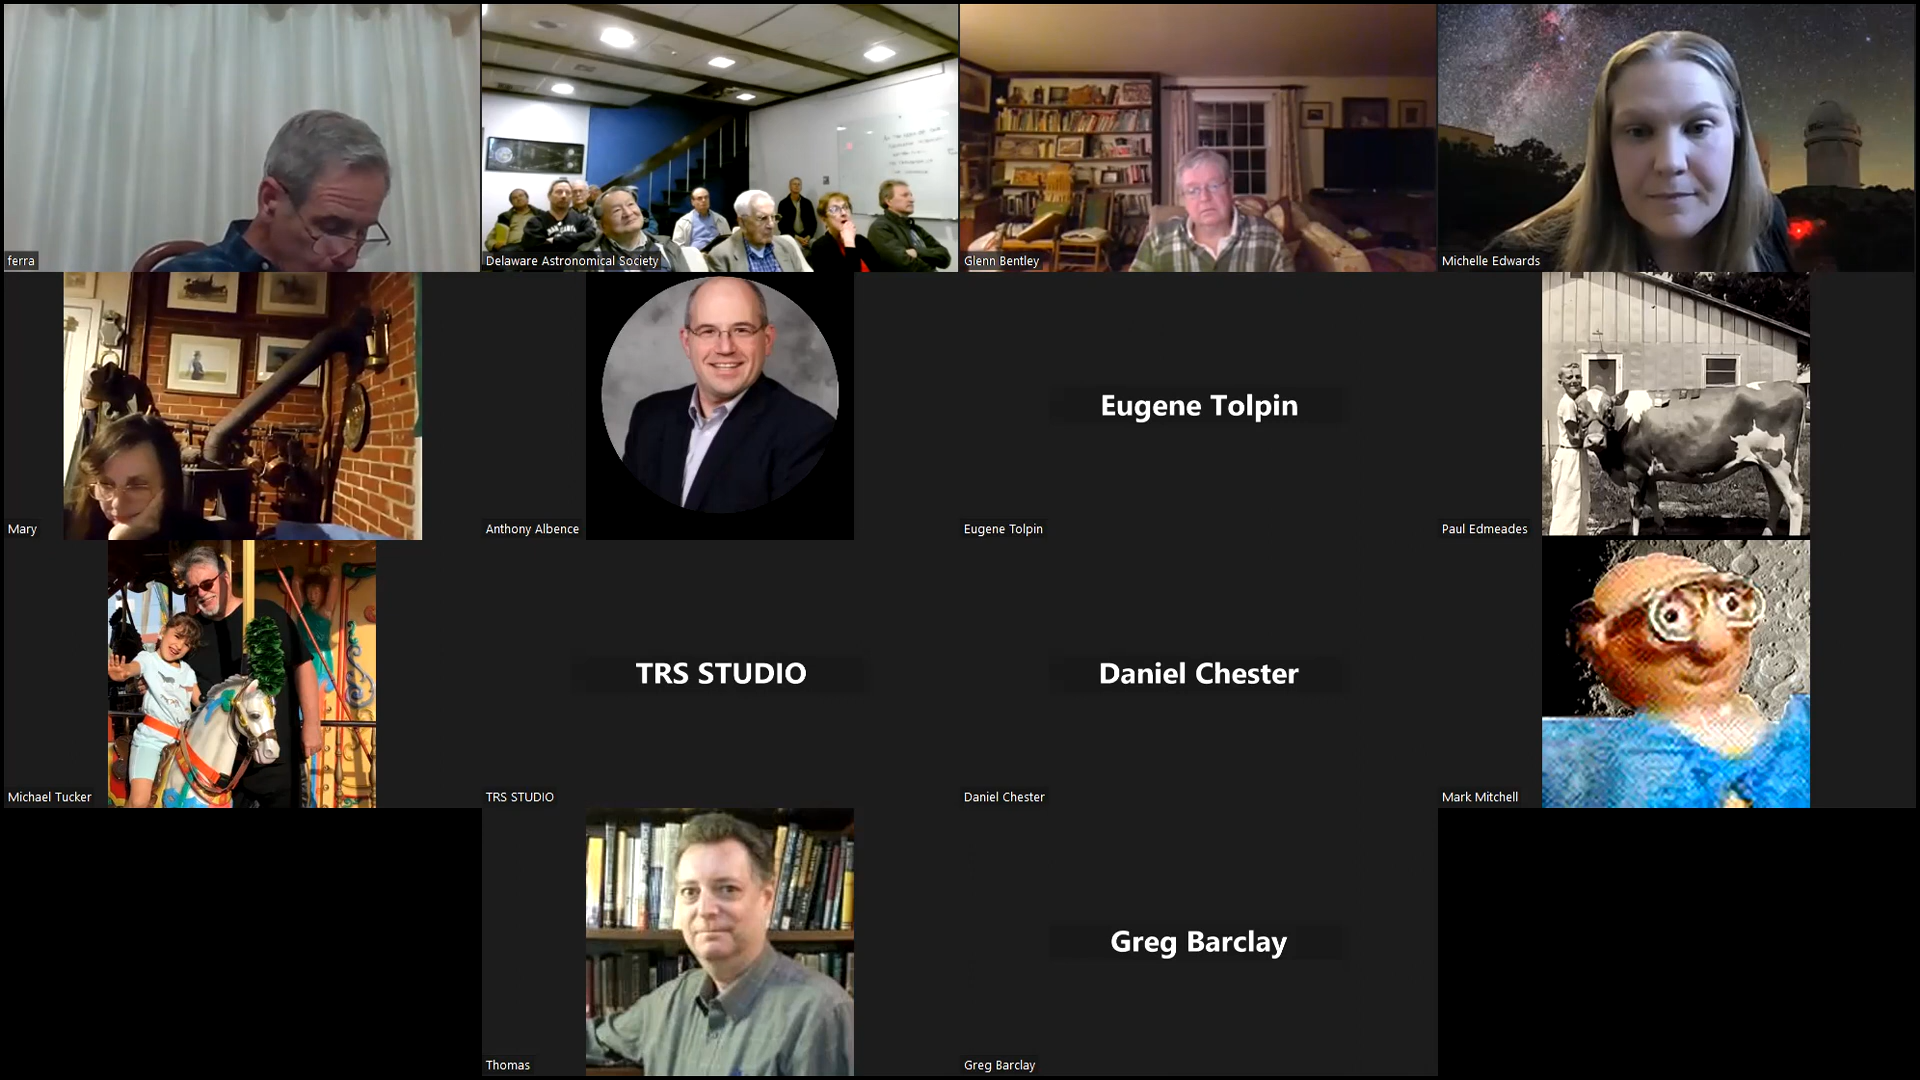 ferra
Delaware Astronomical Society
Glenn Bentley
Michelle Edwards
Mary
Anthony Albence
Eugene Tolpin
Eugene Tolpin
Paul Edmeades
Michael Tucker
TRS STUDIO
TRS STUDIO
Daniel Chester
Daniel Chester
Mark Mitchell
Thomas
Greg Barclay
Greg Barclay